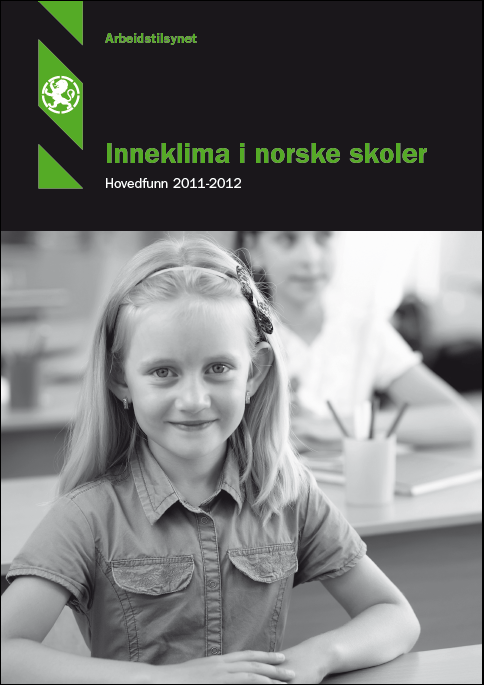 Arbeidstilsynet
Inneklima i norske skoler
Hovedfunn 2011-2012